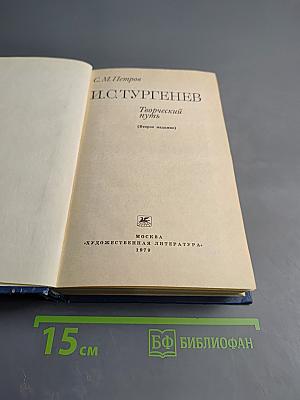 С. М. Петров
И.С.ТУРГЕНЕВ
Творческий
путь
(Второе издание)
МОСКВА
«ХУДОЖЕСТВЕННАЯ ЛИТЕРАТУРА»
1979
15 см
БФ БИБЛИОФАН